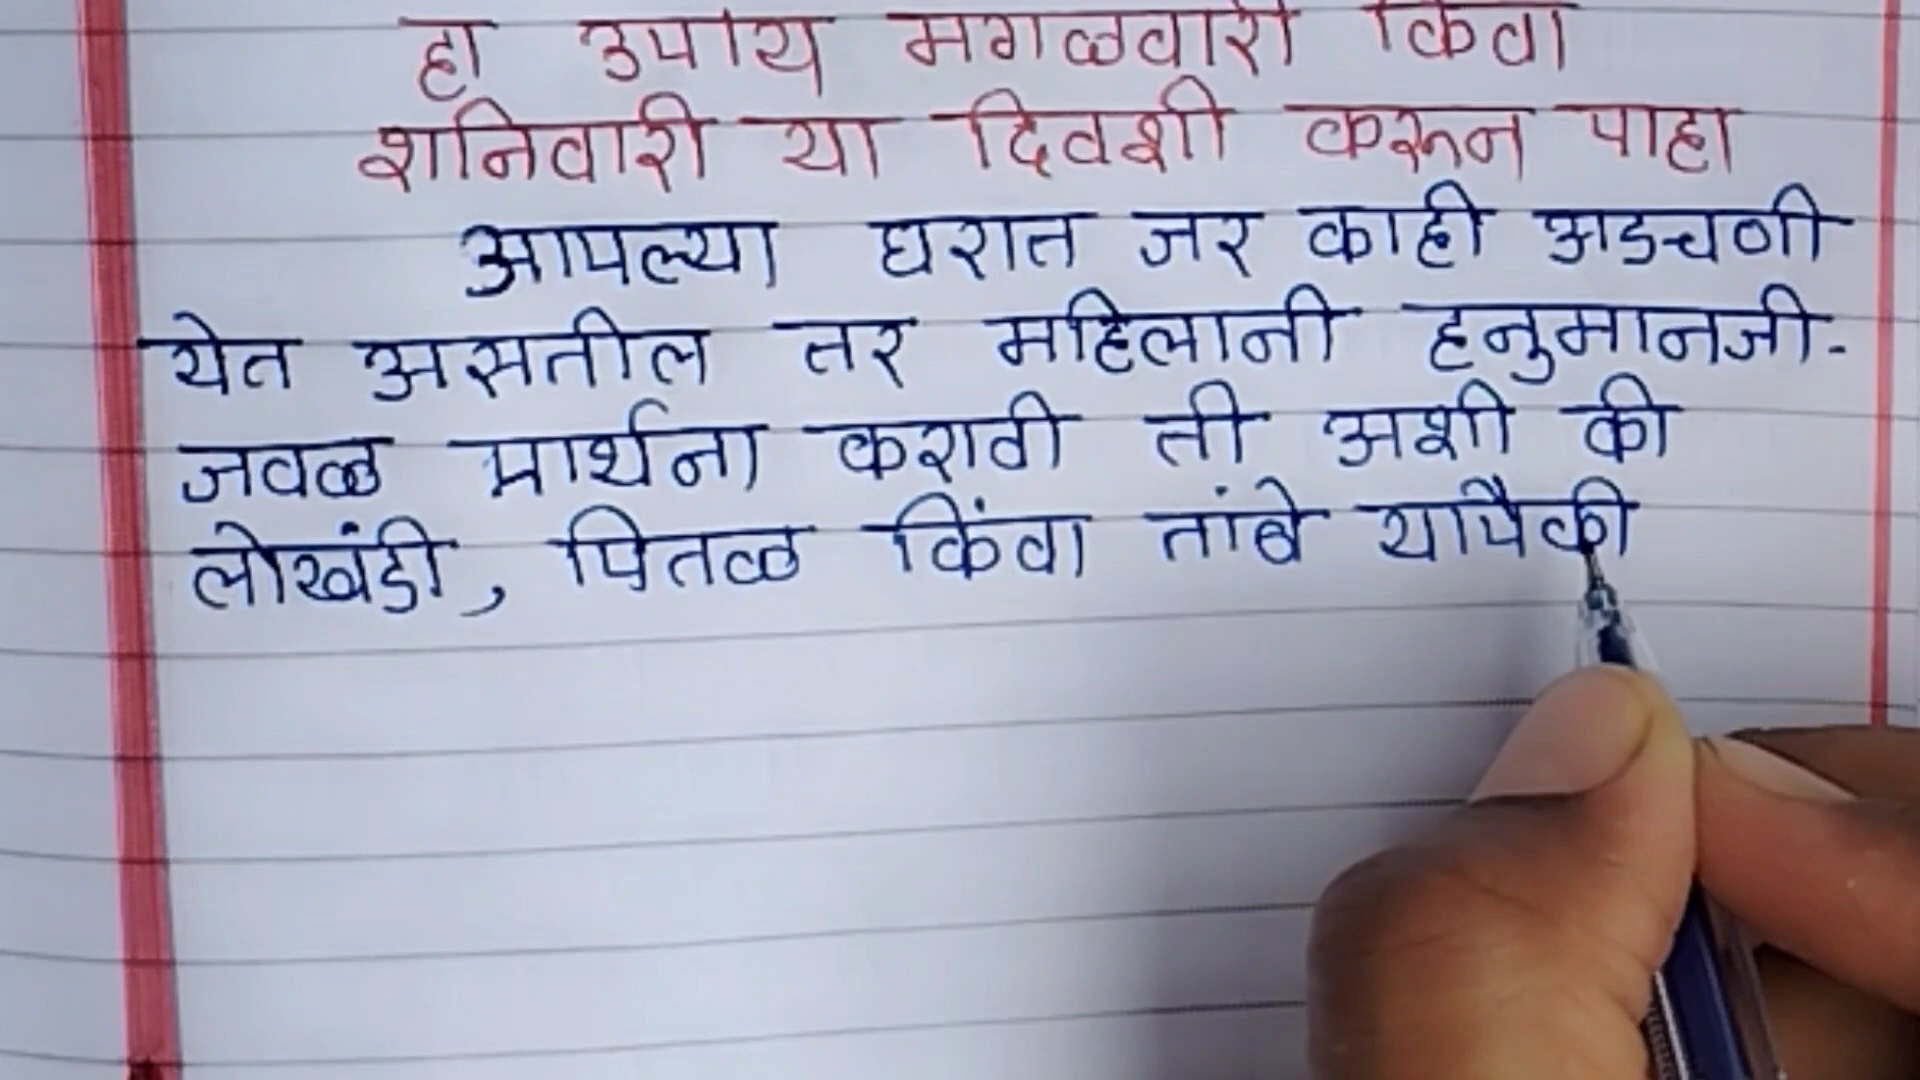 हा उपाय मंगळवारी किंवा
शनिवारी या दिवशी करून पाहा
आपल्या घरात जर काही अडचणी
येत असतील तर महिलानी हनुमानजी-
जवळ प्रार्थना करावी ती अशी की
लोखंडी, पितळ किंवा तांबे यापैकी